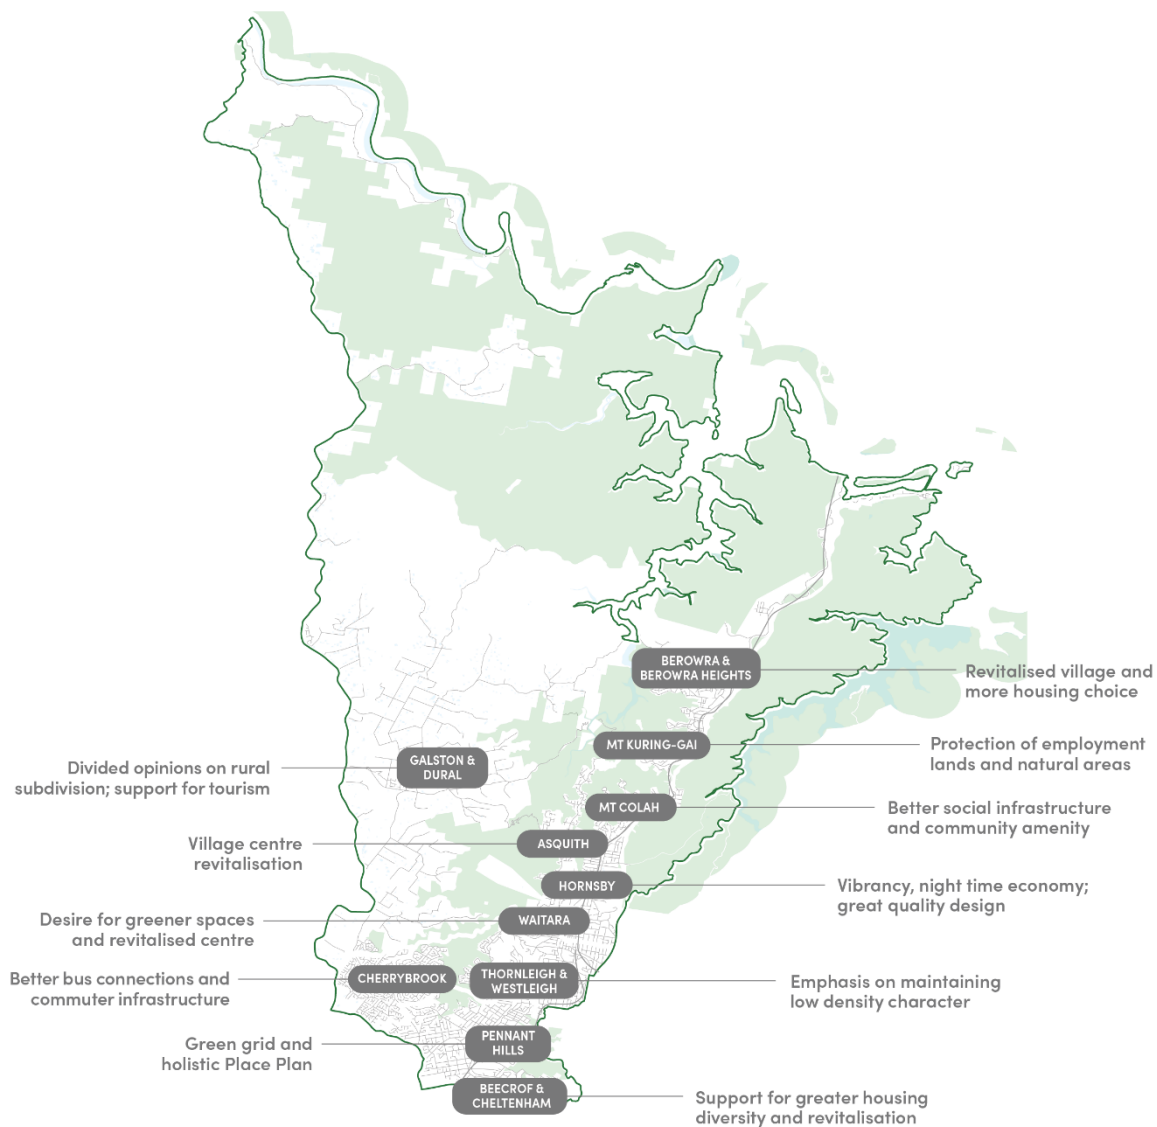 BEROWRA &
BEROWRA HEIGHTS
Revitalised village and
more housing choice
MT KURING-GAI
Protection of employment
lands and natural areas
GALSTON &
DURAL
Divided opinions on rural
subdivision; support for tourism
MT COLAH
Better social infrastructure
and community amenity
ASQUITH
Village centre
revitalisation
HORNSBY
Vibrancy, night time economy;
great quality design
WAITARA
Desire for greener spaces
and revitalised centre
CHERRYBROOK
Better bus connections and
commuter infrastructure
THORNLEIGH &
WESTLEIGH
Emphasis on maintaining
low density character
PENNANT
HILLS
Green grid and
holistic Place Plan
BEECROF &
CHELTENHAM
Support for greater housing
diversity and revitalisation